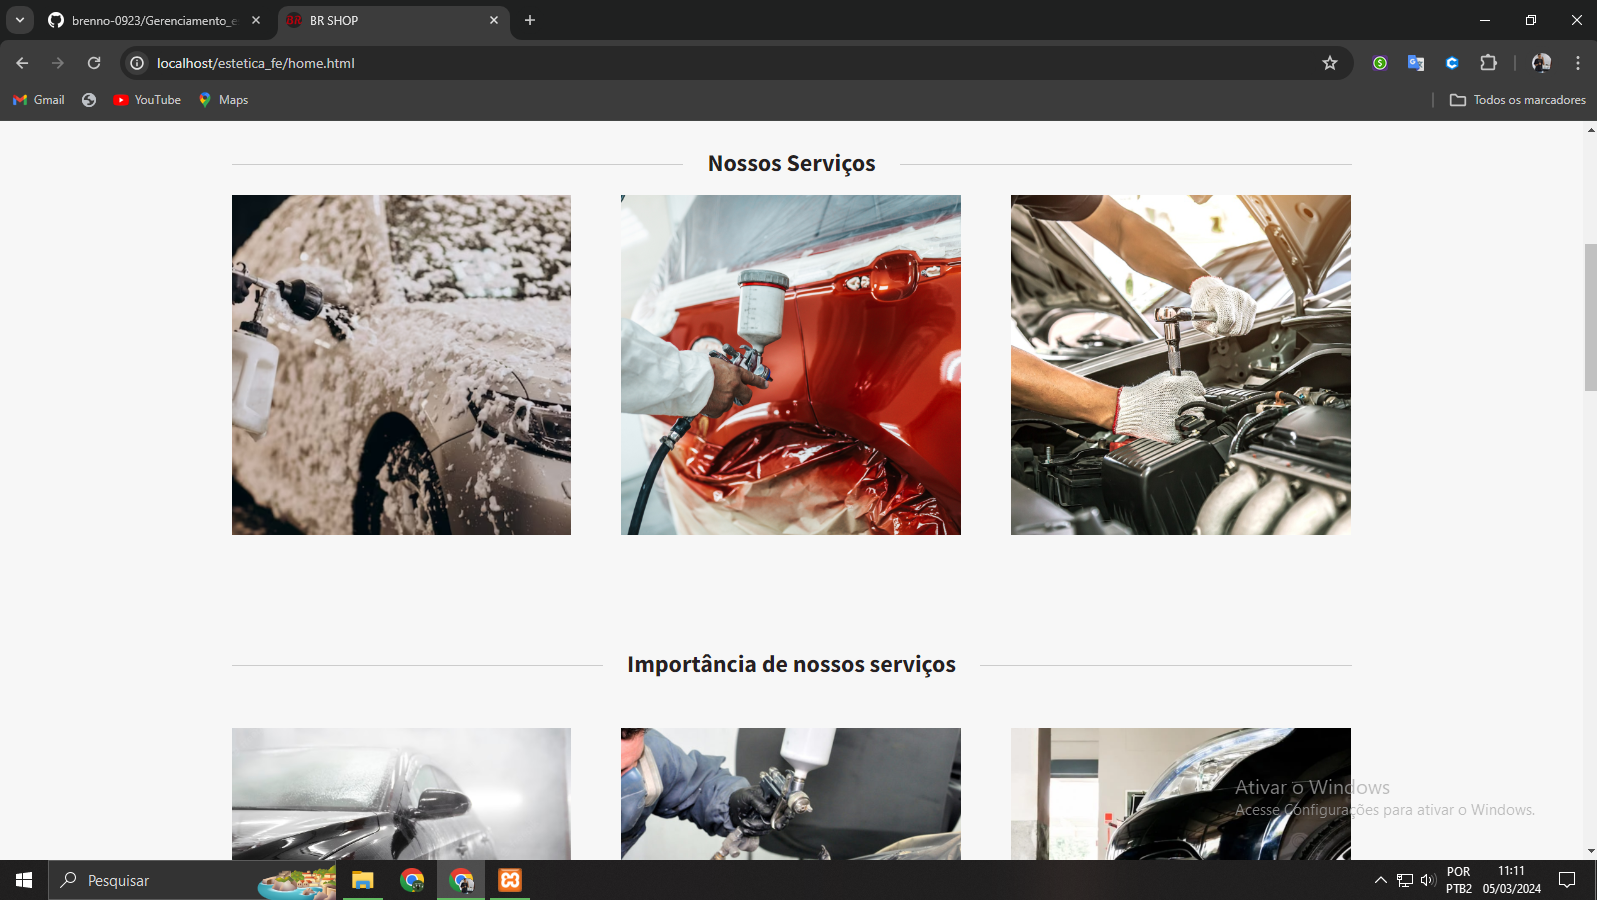 brenno-0923/Gerenciamento_e
BR BR SHOP
localhost/estetica_fe/home.html
Gmail
YouTube
Maps
Todos os marcadores
Nossos Serviços
Importância de nossos serviços
Ativar o Windows
Acesse Configurações para ativar o Windows.
Pesquisar
POR
PTB2
11:11
05/03/2024